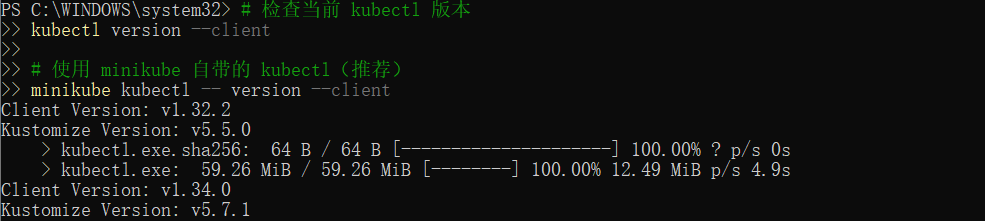 PS C:\WINDOWS\system32> # 检查当前 kubectl 版本
>> kubectl version --client
>>
>> # 使用 minikube 自带的 kubectl（推荐）
>> minikube kubectl -- version --client
Client Version: v1.32.2
Kustomize Version: v5.5.0
    > kubectl.exe.sha256:  64 B / 64 B [---------------------] 100.00% ? p/s 0s
    > kubectl.exe:  59.26 MiB / 59.26 MiB [--------] 100.00% 12.49 MiB p/s 4.9s
Client Version: v1.34.0
Kustomize Version: v5.7.1